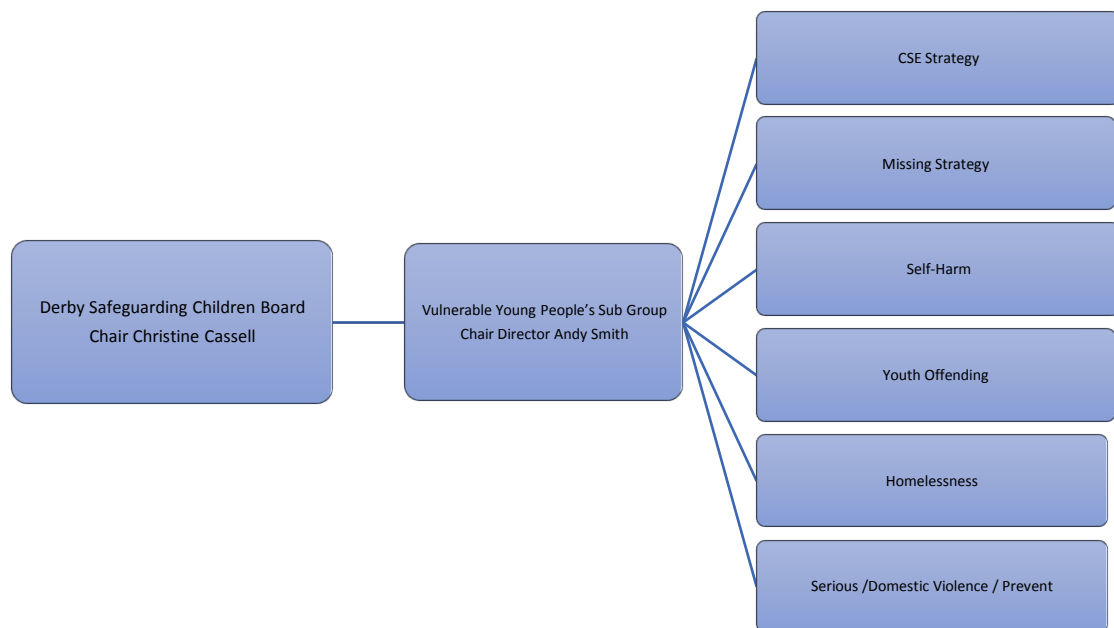 Derby Safeguarding Children Board
Chair Christine Cassell
Vulnerable Young People’s Sub Group
Chair Director Andy Smith
CSE Strategy
Missing Strategy
Self-Harm
Youth Offending
Homelessness
Serious /Domestic Violence / Prevent